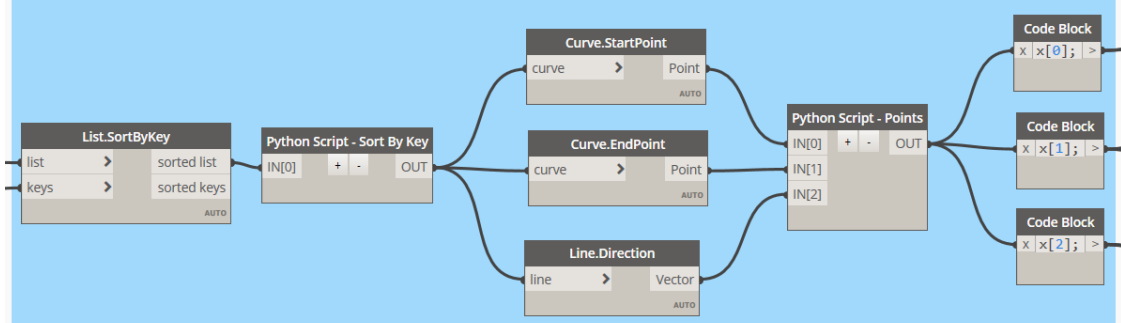 List.SortByKey
list > sorted list
keys > sorted keys
AUTO
Python Script - Sort By Key
IN[0] + - OUT
Curve.StartPoint
curve > Point
AUTO
Curve.EndPoint
curve > Point
AUTO
Line.Direction
line > Vector
AUTO
Python Script - Points
IN[0] + - OUT
IN[1]
IN[2]
Code Block
x x[0]; >
Code Block
x x[1]; >
Code Block
x x[2]; >